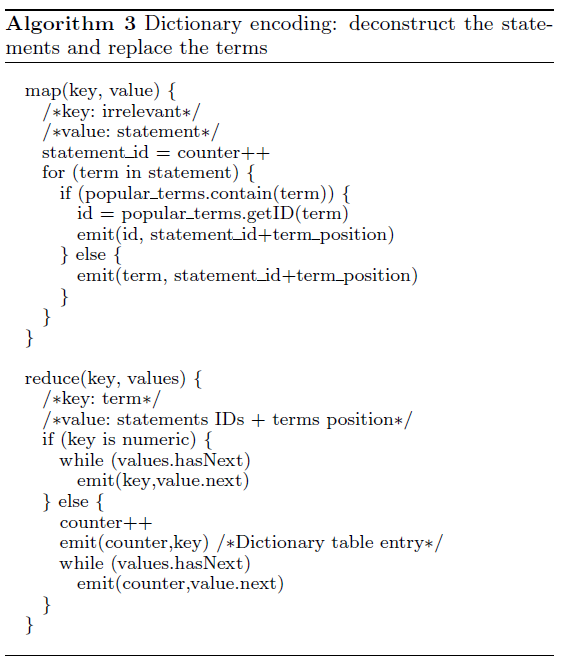 Algorithm 3 Dictionary encoding: deconstruct the state-
ments and replace the terms
map(key, value) {
/*key: irrelevant*/
/*value: statement*/
statement_id = counter++
for (term in statement) {
if (popular_terms.contain(term)) {
id = popular_terms.getID(term)
emit(id, statement_id+term_position)
} else {
emit(term, statement_id+term_position)
}
}
}
reduce(key, values) {
/*key: term*/
/*value: statements IDs + terms position*/
if (key is numeric) {
while (values.hasNext)
emit(key,value.next)
} else {
counter++
emit(counter,key) /*Dictionary table entry*/
while (values.hasNext)
emit(counter,value.next)
}
}